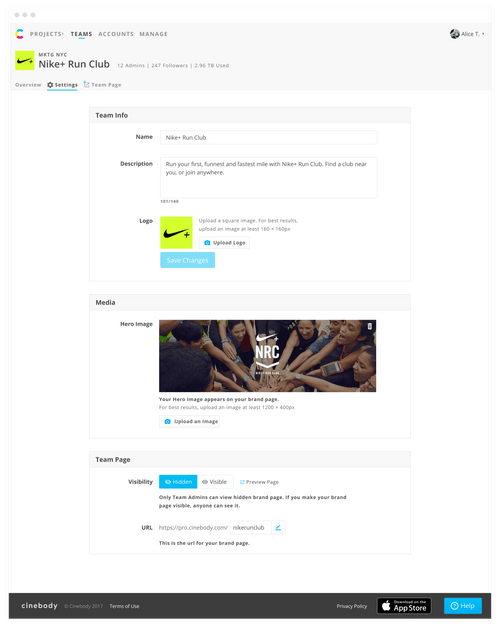 PROJECTS TEAMS ACCOUNTS MANAGE Alice T.
MKTG NYC
Nike+ Run Club 12 Admins | 247 Followers | 2.96 TB Used
Overview Settings Team Page
Team Info
Name Nike+ Run Club
Description Run your first, funnest and fastest mile with Nike+ Run Club. Find a club near
you, or join anywhere.
101/140
Logo Upload a square image. For best results,
upload an image at least 160 × 160px
Upload Logo
Save Changes
Media
Hero Image
NRC
Your Hero Image appears on your brand page.
For best results, upload an image at least 1200 × 400px
Upload an Image
Team Page
Visibility Hidden Visible Preview Page
Only Team Admins can view hidden brand page. If you make your brand
page visible, anyone can see it.
URL https://pro.cinebody.com/ nikerunclub
This is the url for your brand page.
cinebody © Cinebody 2017 Terms of Use Privacy Policy Download on the App Store Help